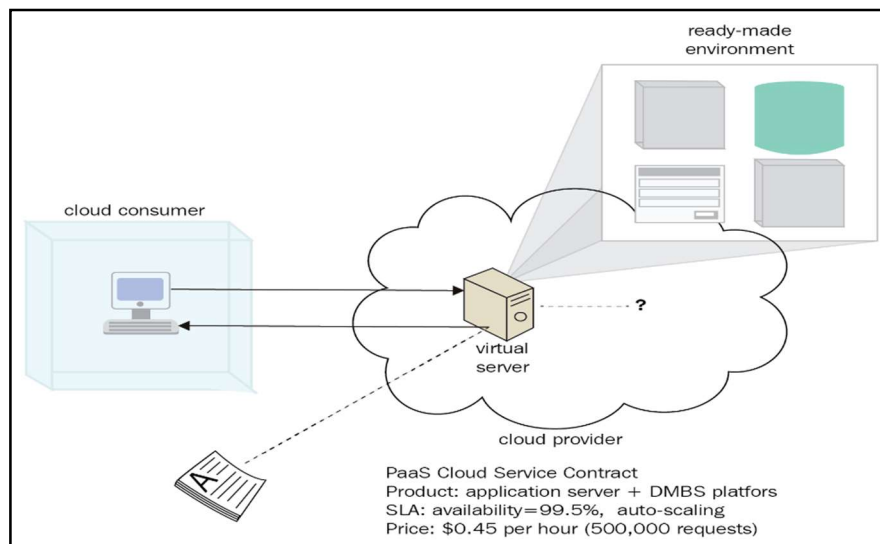 ready-made
environment
cloud consumer
?
virtual
server
cloud provider
A
PaaS Cloud Service Contract
Product: application server + DMBS platfors
SLA: availability=99.5%, auto-scaling
Price: $0.45 per hour (500,000 requests)